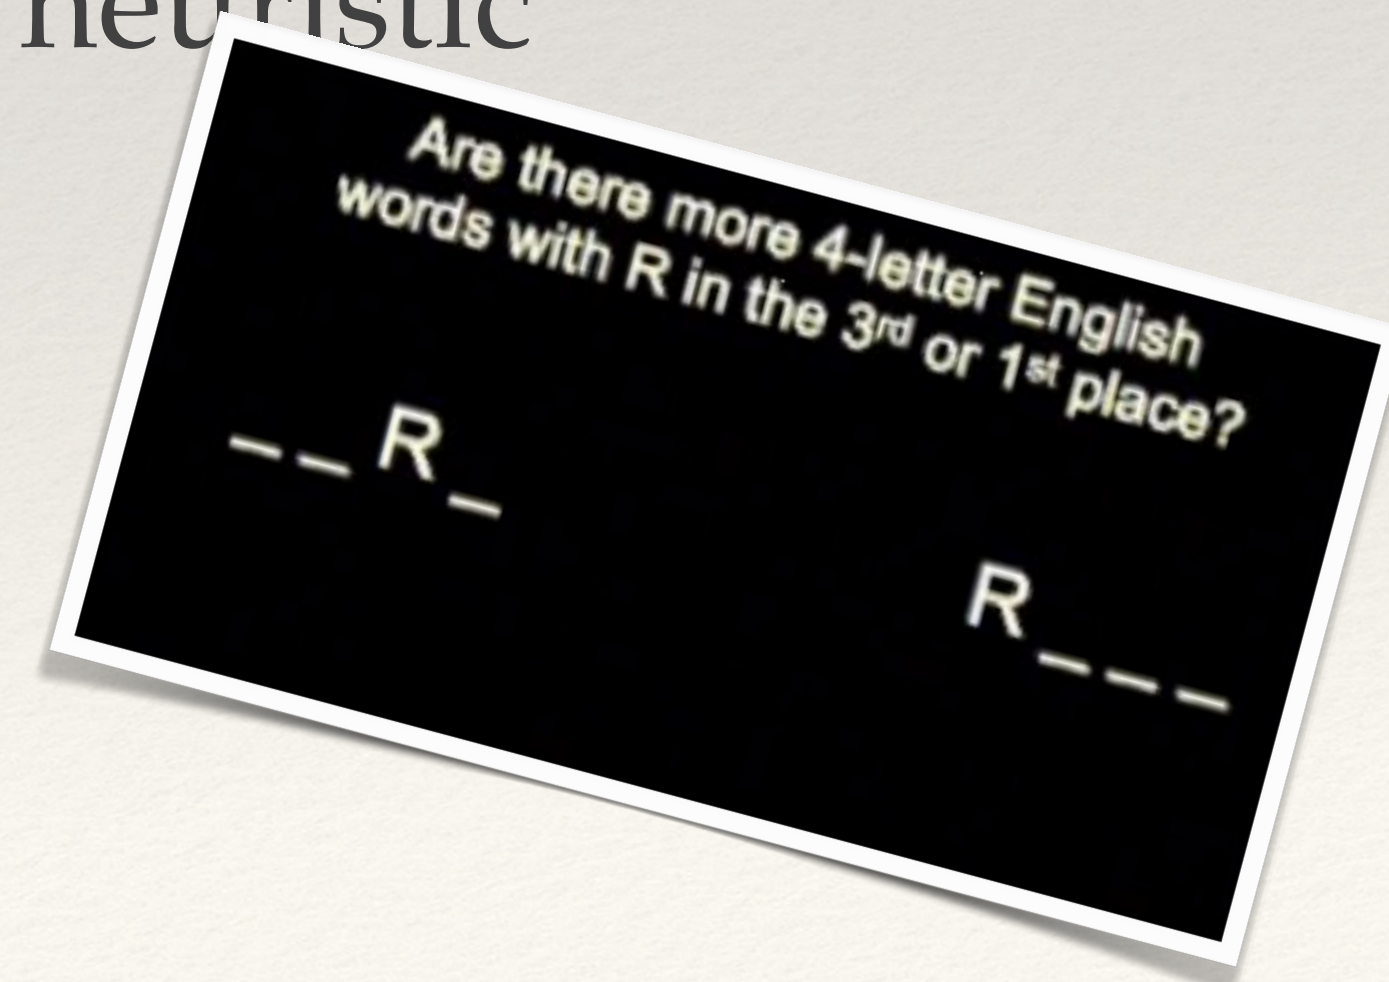 heuristic
Are there more 4-letter English
words with R in the 3rd or 1st place?
_ _ R _
R _ _ _